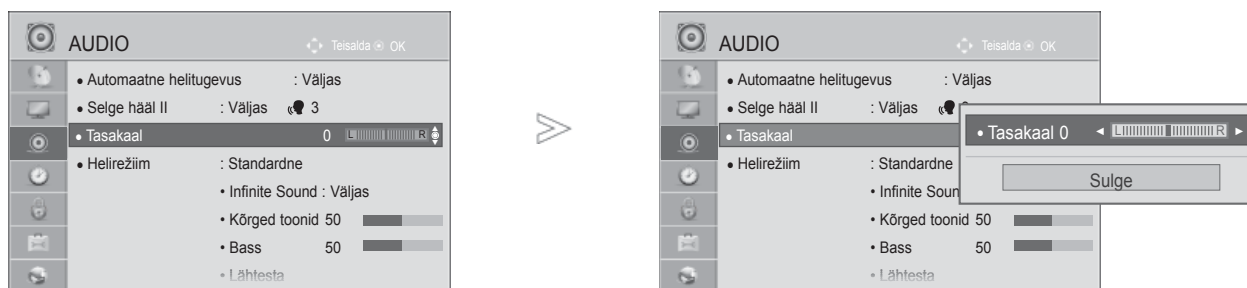 AUDIO Teisalda OK
• Automaatne helitugevus : Väljas
• Selge hääl II : Väljas 3
• Tasakaal 0 L R
• Helirežiim : Standardne
• Infinite Sound : Väljas
• Kõrged toonid 50
• Bass 50
• Lähtesta
AUDIO Teisalda OK
• Automaatne helitugevus : Väljas
• Selge hääl II : Väljas
• Tasakaal
• Tasakaal 0 L R
• Helirežiim : Standardne
Sulge
• Infinite Soun
• Kõrged toonid 50
• Bass 50
• Lähtesta